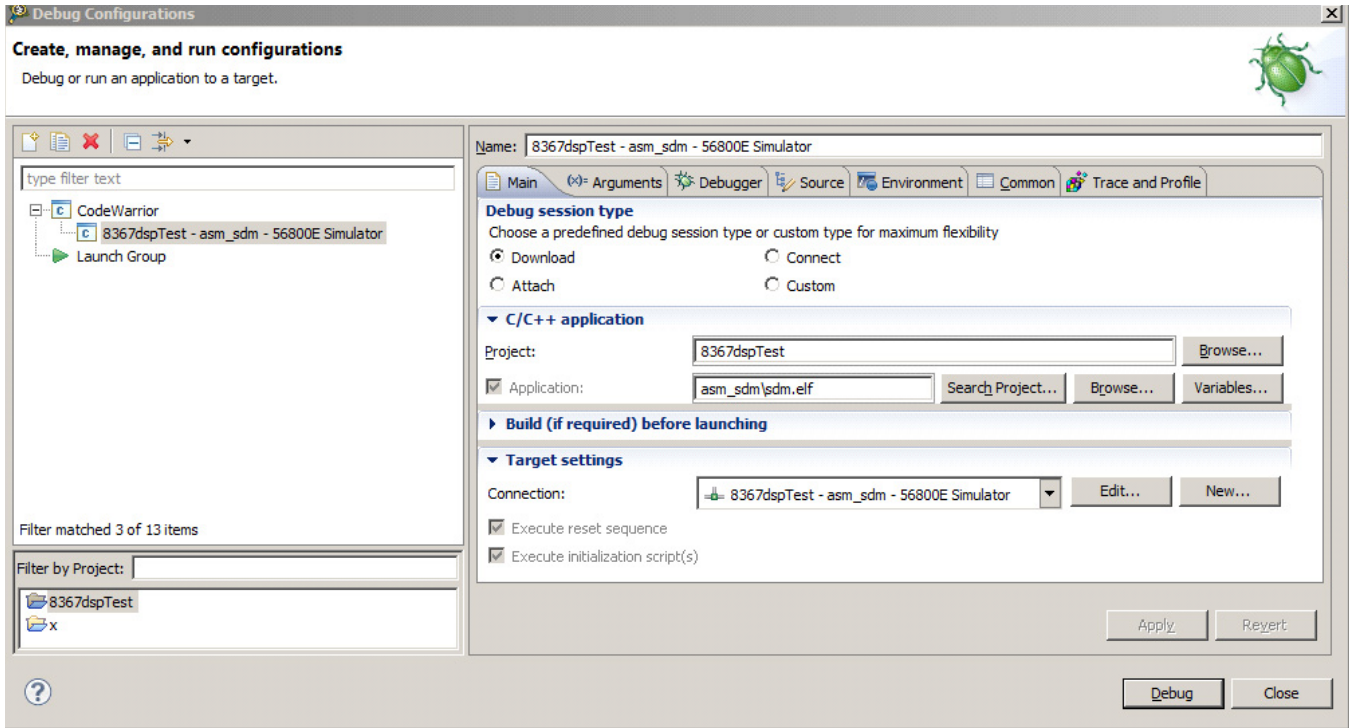 Debug Configurations
Create, manage, and run configurations
Debug or run an application to a target.
type filter text
CodeWarrior
8367dspTest - asm_sdm - 56800E Simulator
Launch Group
Filter matched 3 of 13 items
Filter by Project:
8367dspTest
x
Name: 8367dspTest - asm_sdm - 56800E Simulator
Main (x)= Arguments Debugger Source Environment Common Trace and Profile
Debug session type
Choose a predefined debug session type or custom type for maximum flexibility
Download Connect
Attach Custom
C/C++ application
Project: 8367dspTest Browse...
Application: asm_sdm\sdm.elf Search Project... Browse... Variables...
Build (if required) before launching
Target settings
Connection: 8367dspTest - asm_sdm - 56800E Simulator Edit... New...
Execute reset sequence
Execute initialization script(s)
Apply Revert
? Debug Close